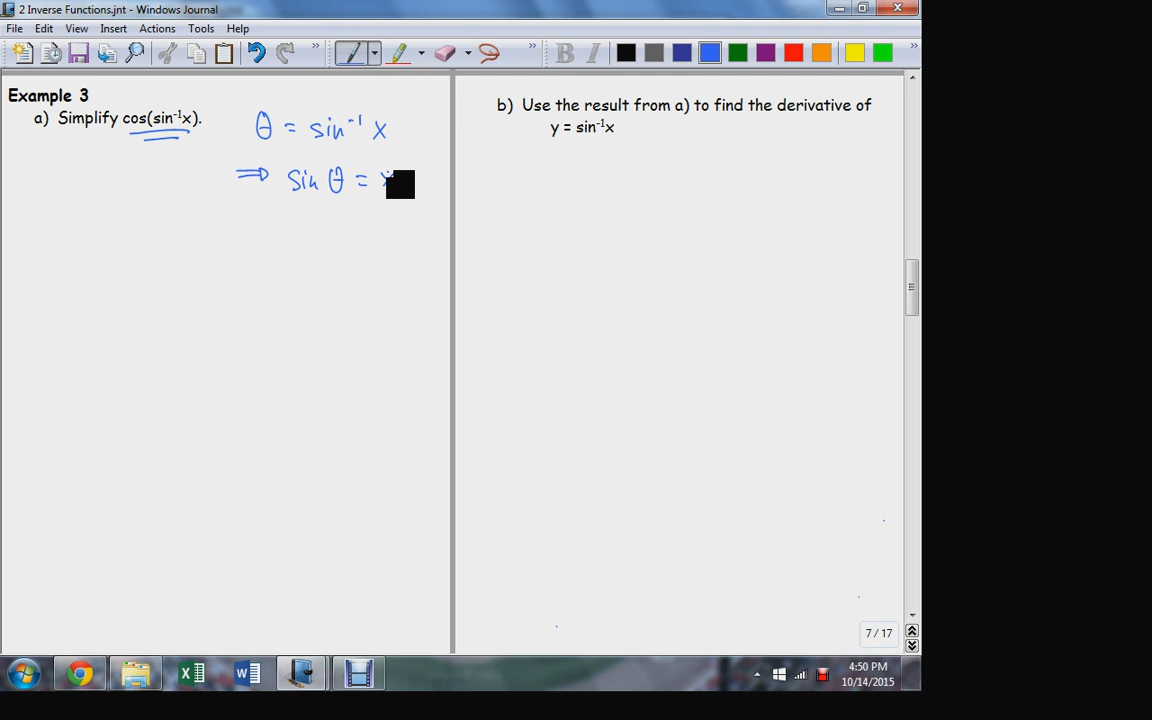 2 Inverse Functions.jnt - Windows Journal
File Edit View Insert Actions Tools Help
» » B I »
Example 3
a) Simplify cos(sin⁻¹x).
θ = sin⁻¹ x
⇒ sin θ = x
b) Use the result from a) to find the derivative of
y = sin⁻¹x
7 / 17
4:50 PM
10/14/2015